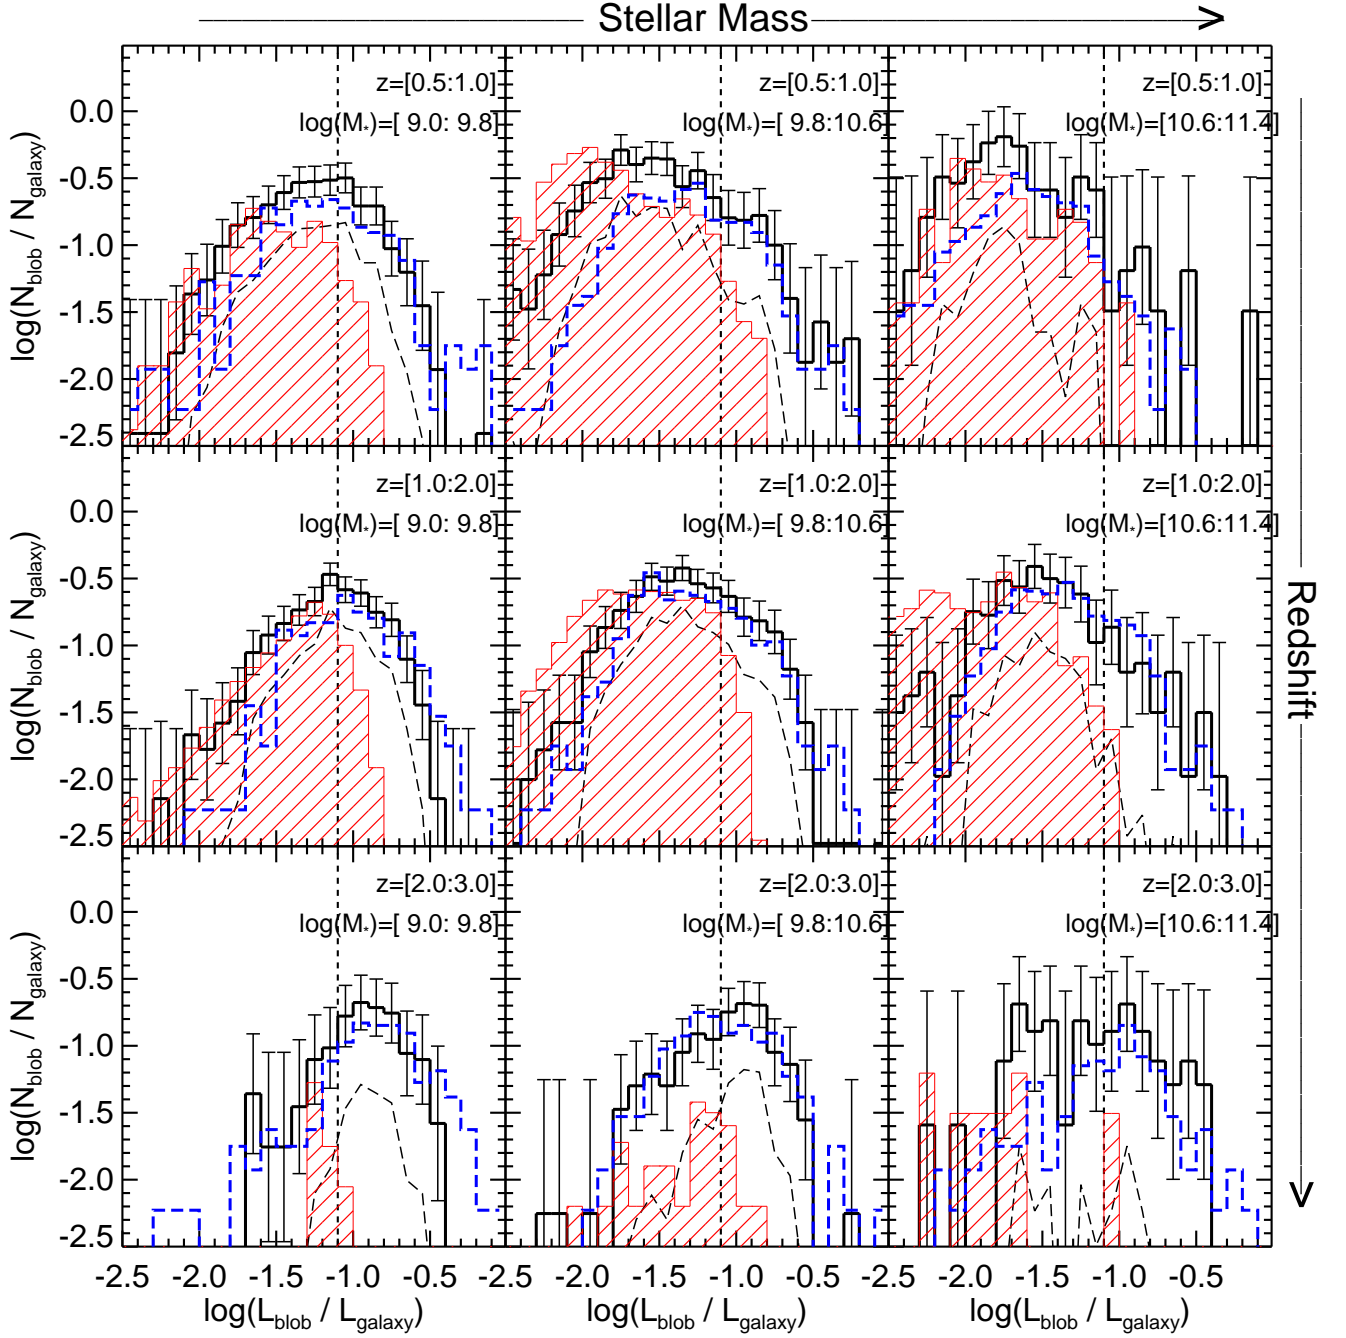 Stellar Mass
z=[0.5:1.0]
log(M*)=[ 9.0: 9.8]
z=[0.5:1.0]
log(M*)=[ 9.8:10.6]
z=[0.5:1.0]
log(M*)=[10.6:11.4]
0.0
-0.5
-1.0
-1.5
-2.0
-2.5
log(Nblob / Ngalaxy)
z=[1.0:2.0]
log(M*)=[ 9.0: 9.8]
z=[1.0:2.0]
log(M*)=[ 9.8:10.6]
z=[1.0:2.0]
log(M*)=[10.6:11.4]
0.0
-0.5
-1.0
-1.5
-2.0
-2.5
log(Nblob / Ngalaxy)
Redshift
z=[2.0:3.0]
log(M*)=[ 9.0: 9.8]
z=[2.0:3.0]
log(M*)=[ 9.8:10.6]
z=[2.0:3.0]
log(M*)=[10.6:11.4]
0.0
-0.5
-1.0
-1.5
-2.0
-2.5
log(Nblob / Ngalaxy)
-2.5 -2.0 -1.5 -1.0 -0.5 -2.5 -2.0 -1.5 -1.0 -0.5 -2.5 -2.0 -1.5 -1.0 -0.5
log(Lblob / Lgalaxy) log(Lblob / Lgalaxy) log(Lblob / Lgalaxy)